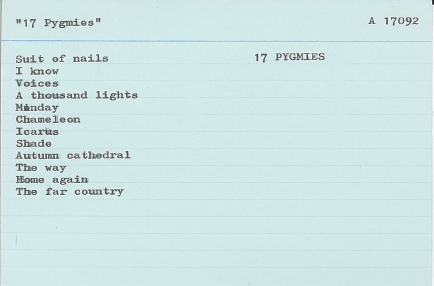 "17 Pygmies" A 17092
Suit of nails 17 PYGMIES
I know
Voices
A thousand lights
Monday
Chameleon
Icarus
Shade
Autumn cathedral
The way
Home again
The far country